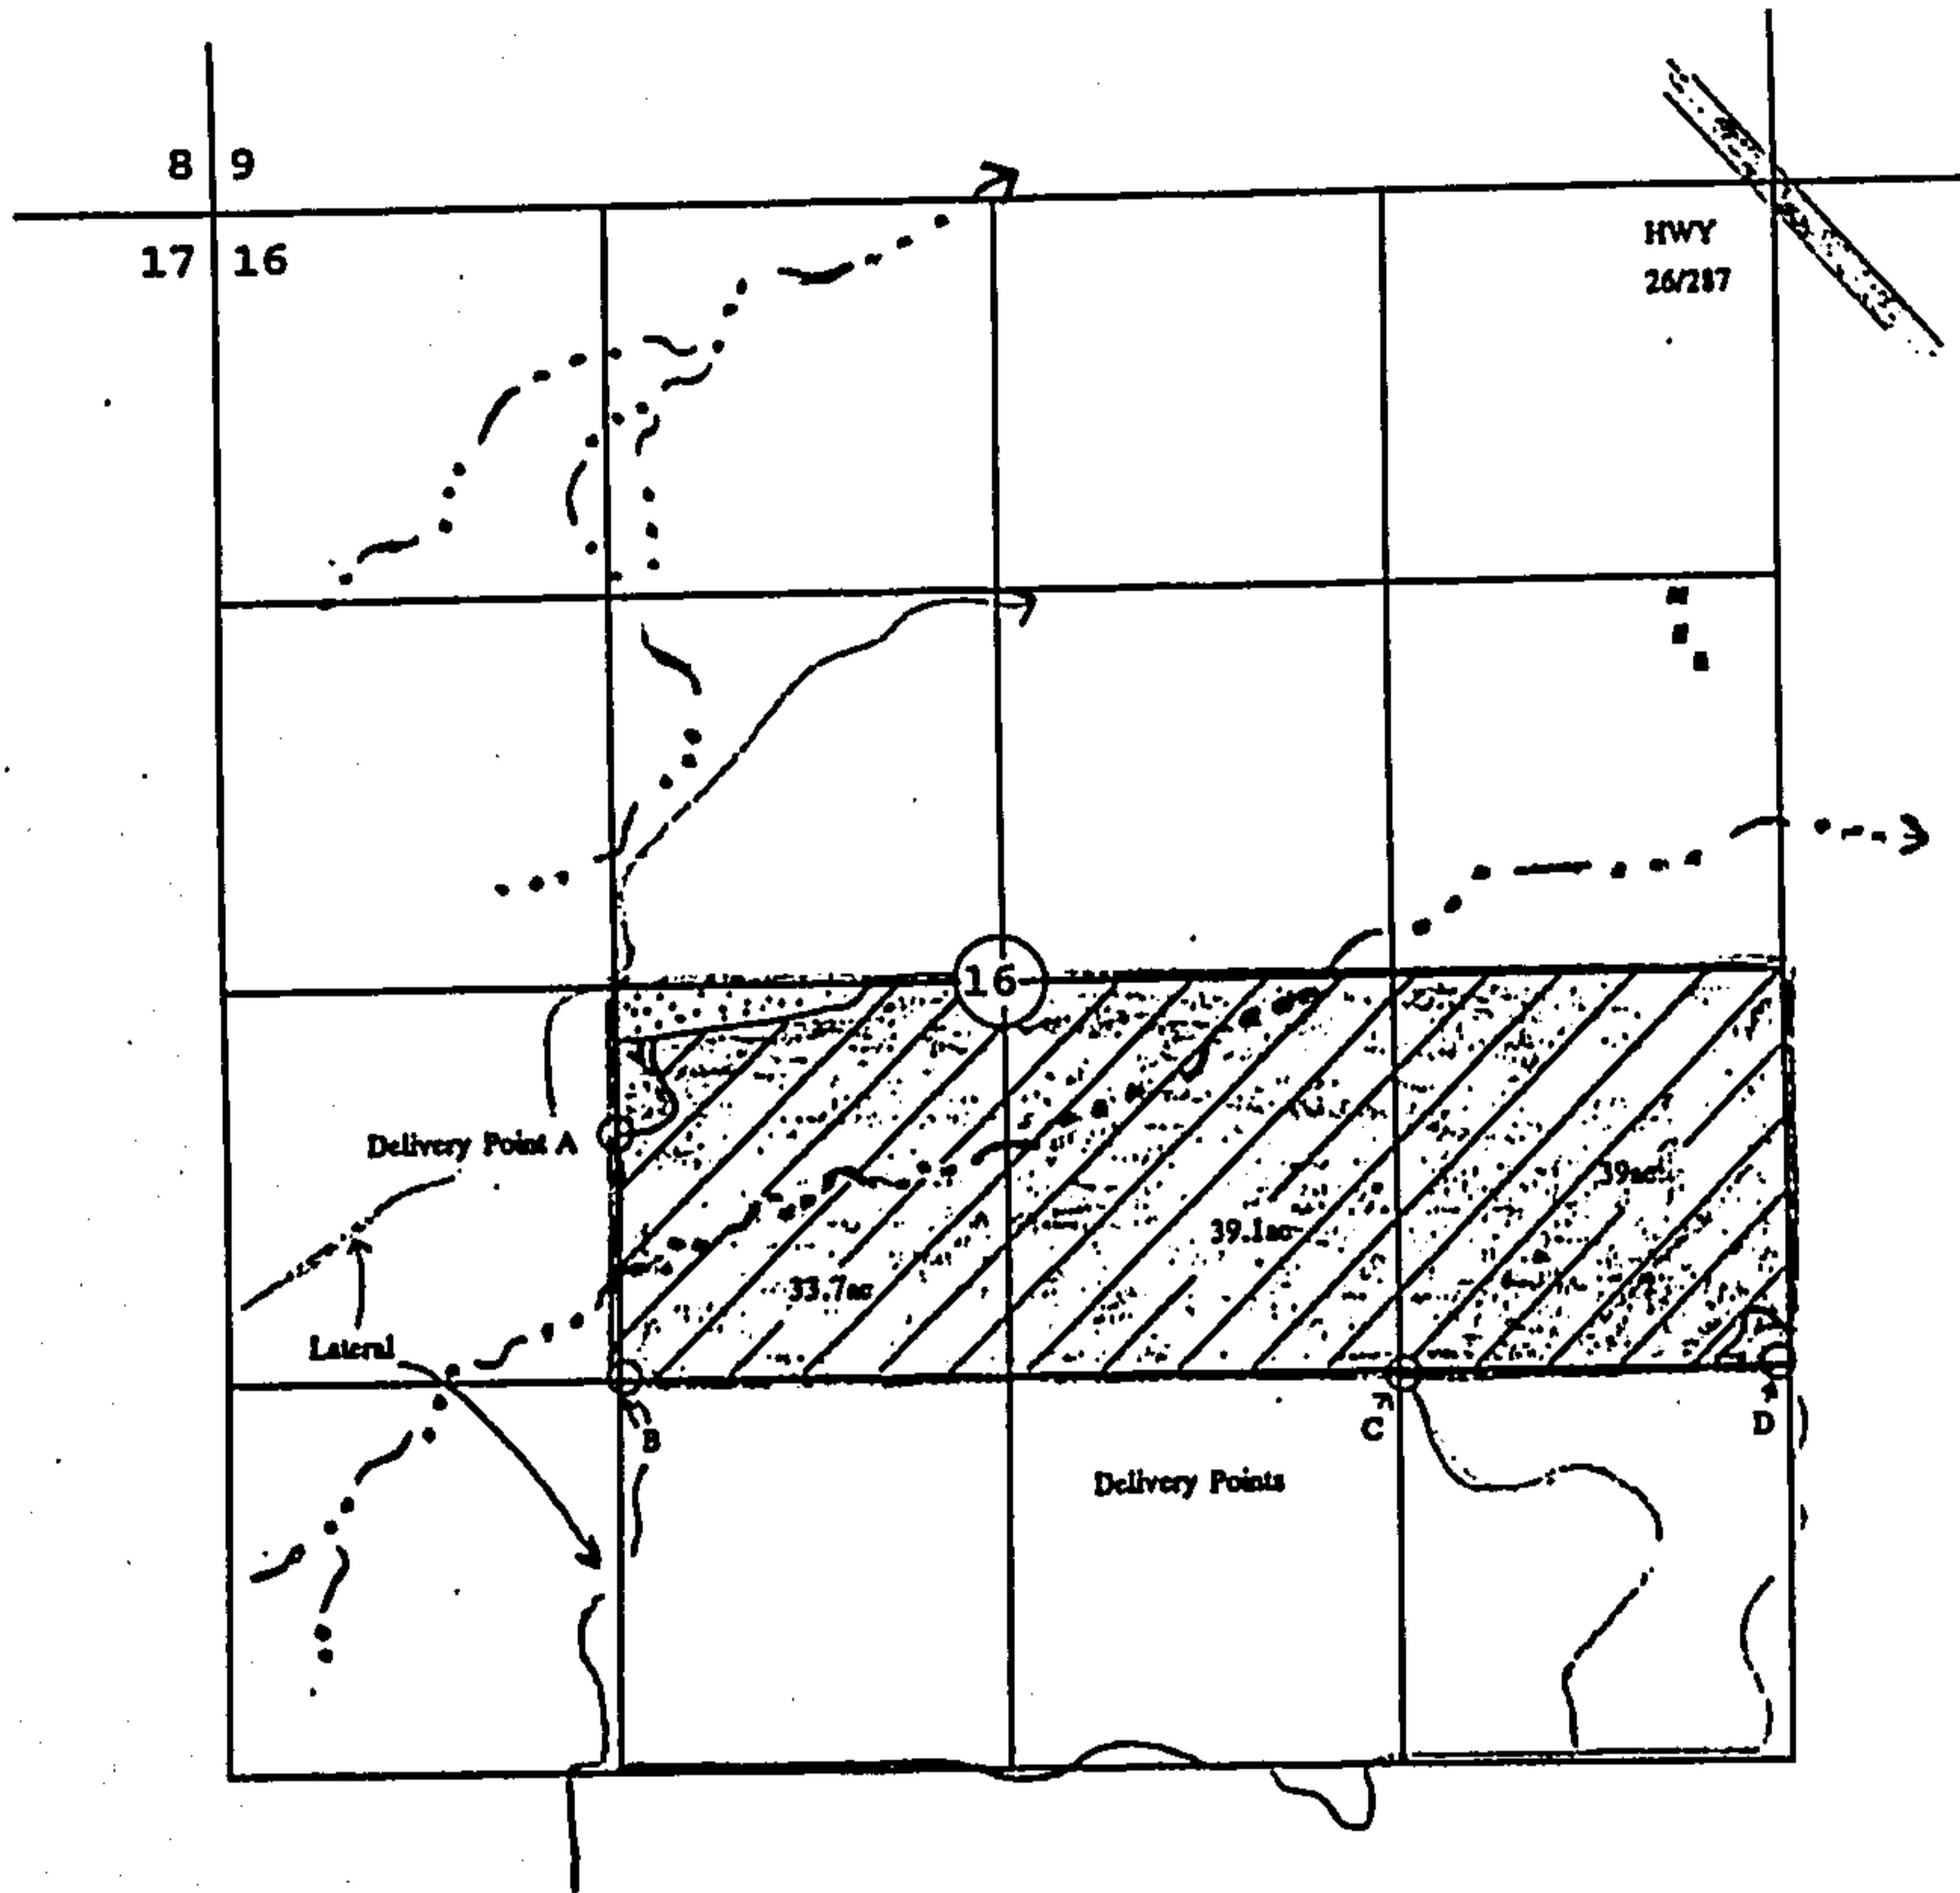 8 9
17 16
HWY
26/287
16
Delivery Point A
39ac
39.1ac
33.7ac
Lateral
B
C
D
Delivery Points